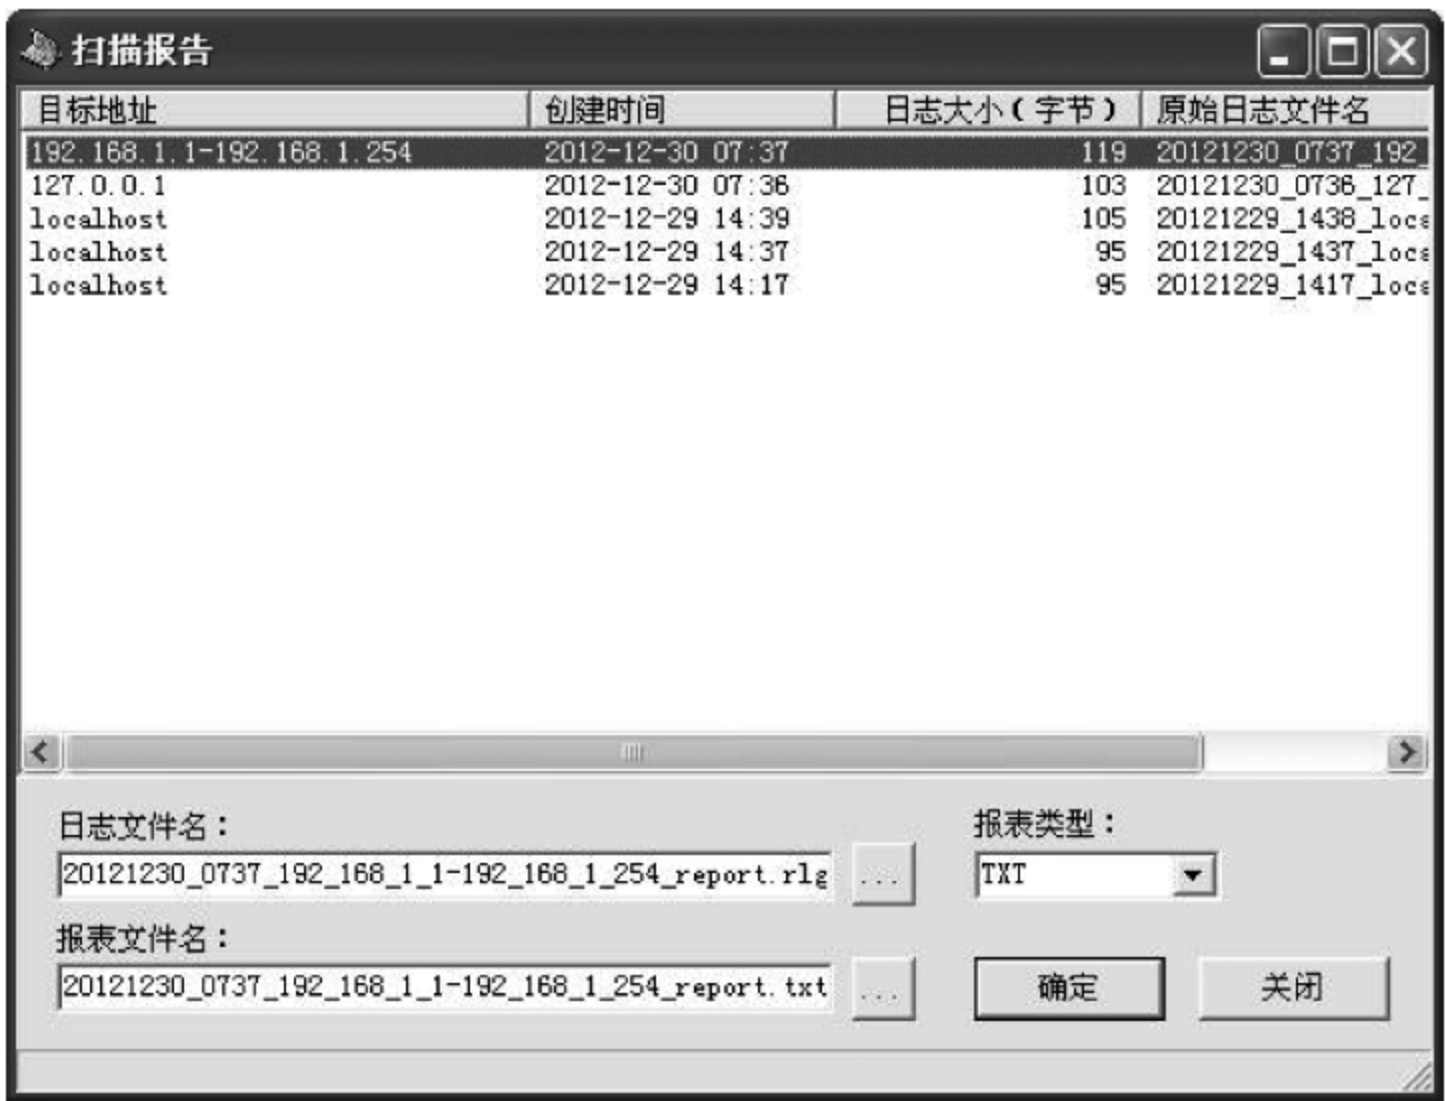 扫描报告
目标地址 创建时间 日志大小(字节) 原始日志文件名
192.168.1.1-192.168.1.254 2012-12-30 07:37 119 20121230_0737_192_
127.0.0.1 2012-12-30 07:36 103 20121230_0736_127_
localhost 2012-12-29 14:39 105 20121229_1438_loca
localhost 2012-12-29 14:37 95 20121229_1437_loca
localhost 2012-12-29 14:17 95 20121229_1417_loca
日志文件名: 报表类型:
20121230_0737_192_168_1_1-192_168_1_254_report.rlg ... TXT
报表文件名:
20121230_0737_192_168_1_1-192_168_1_254_report.txt ... 确定 关闭